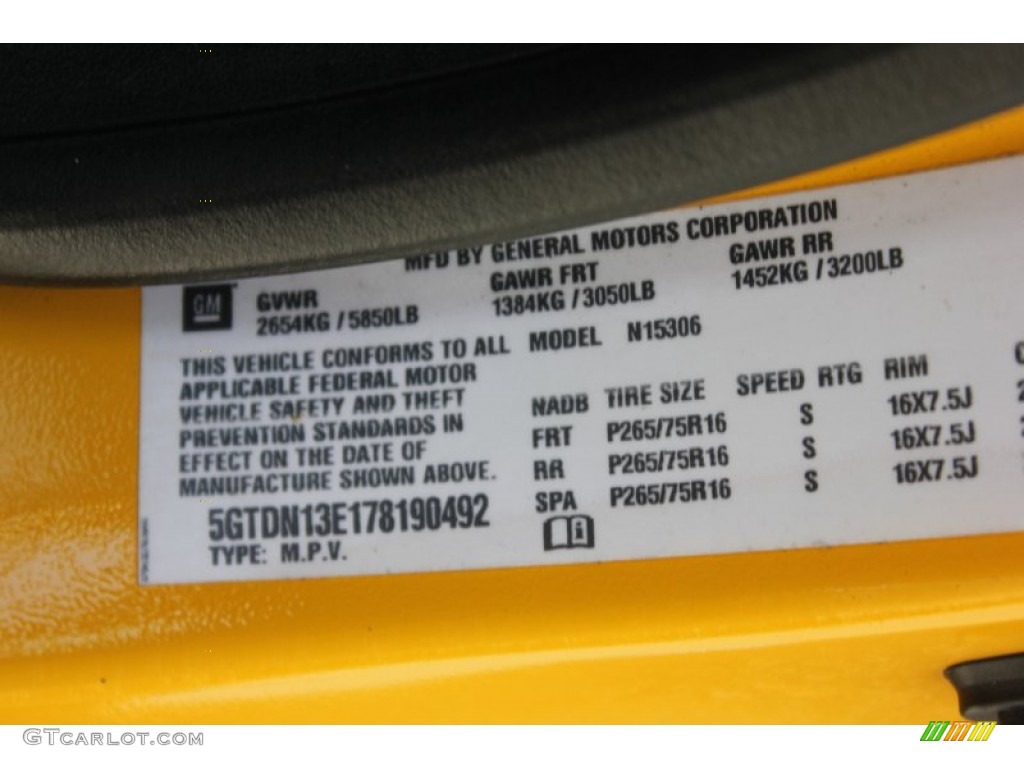 MFD BY GENERAL MOTORS CORPORATION
GM
GVWR GAWR FRT GAWR RR
2654KG / 5850LB 1384KG / 3050LB 1452KG / 3200LB
THIS VEHICLE CONFORMS TO ALL
APPLICABLE FEDERAL MOTOR
VEHICLE SAFETY AND THEFT
PREVENTION STANDARDS IN
EFFECT ON THE DATE OF
MANUFACTURE SHOWN ABOVE.
5GTDN13E178190492
TYPE: M.P.V.
MODEL N15306
NADB TIRE SIZE SPEED RTG RIM
FRT P265/75R16 S 16X7.5J
RR P265/75R16 S 16X7.5J
SPA P265/75R16 S 16X7.5J
GTCARLOT.COM